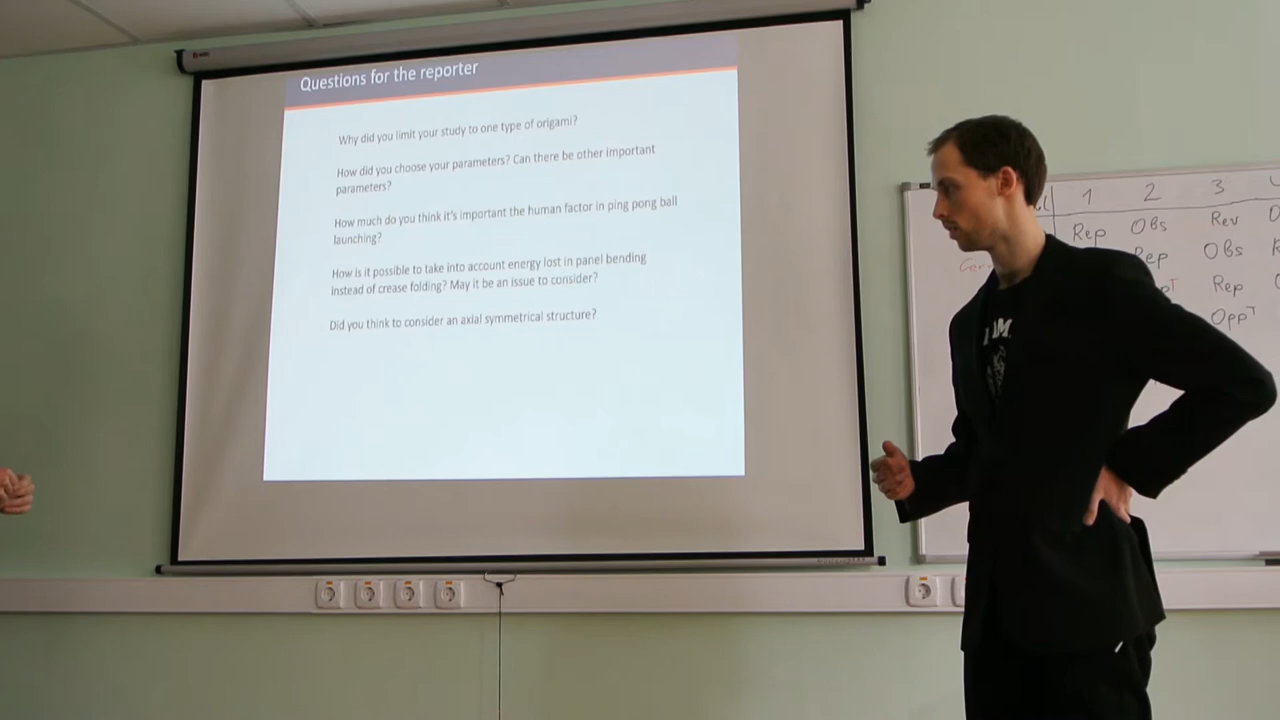 Questions for the reporter
Why did you limit your study to one type of origami?
How did you choose your parameters? Can there be other important
parameters?
How much do you think it's important the human factor in ping pong ball
launching?
How is it possible to take into account energy lost in panel bending
instead of crease folding? May it be an issue to consider?
Did you think to consider an axial symmetrical structure?
1 2 3
Rep Obs Rev
Rep Obs
Rep
Opp T